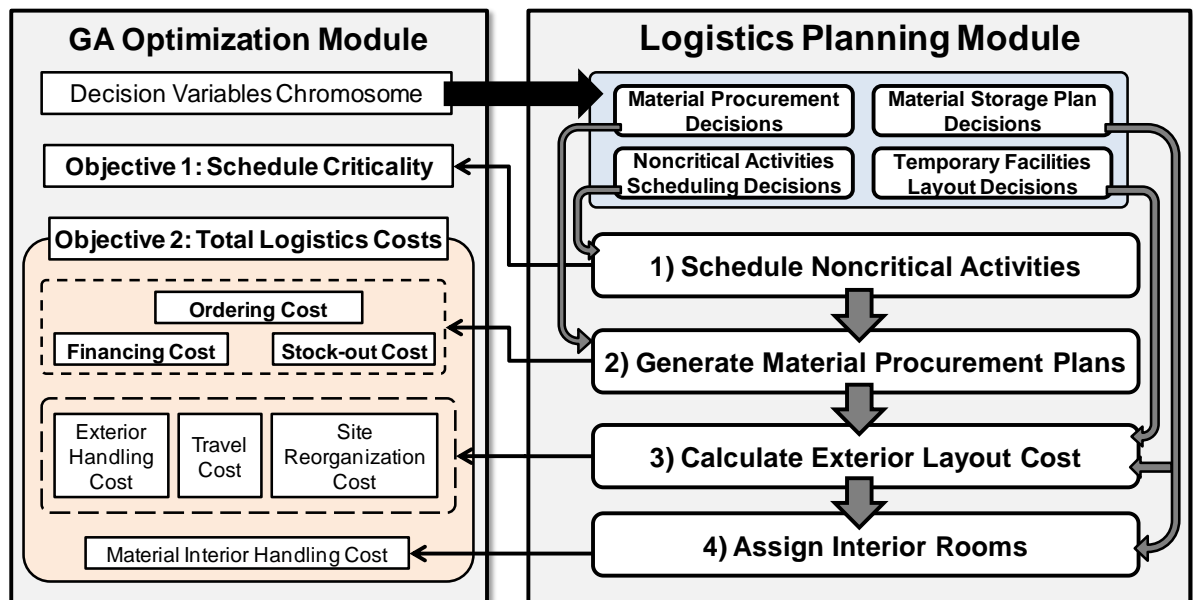 GA Optimization Module
Decision Variables Chromosome
Objective 1: Schedule Criticality
Objective 2: Total Logistics Costs
Ordering Cost
Financing Cost
Stock-out Cost
Exterior
Handling
Cost
Travel
Cost
Site
Reorganization
Cost
Material Interior Handling Cost
Logistics Planning Module
Material Procurement
Decisions
Material Storage Plan
Decisions
Noncritical Activities
Scheduling Decisions
Temporary Facilities
Layout Decisions
1) Schedule Noncritical Activities
2) Generate Material Procurement Plans
3) Calculate Exterior Layout Cost
4) Assign Interior Rooms